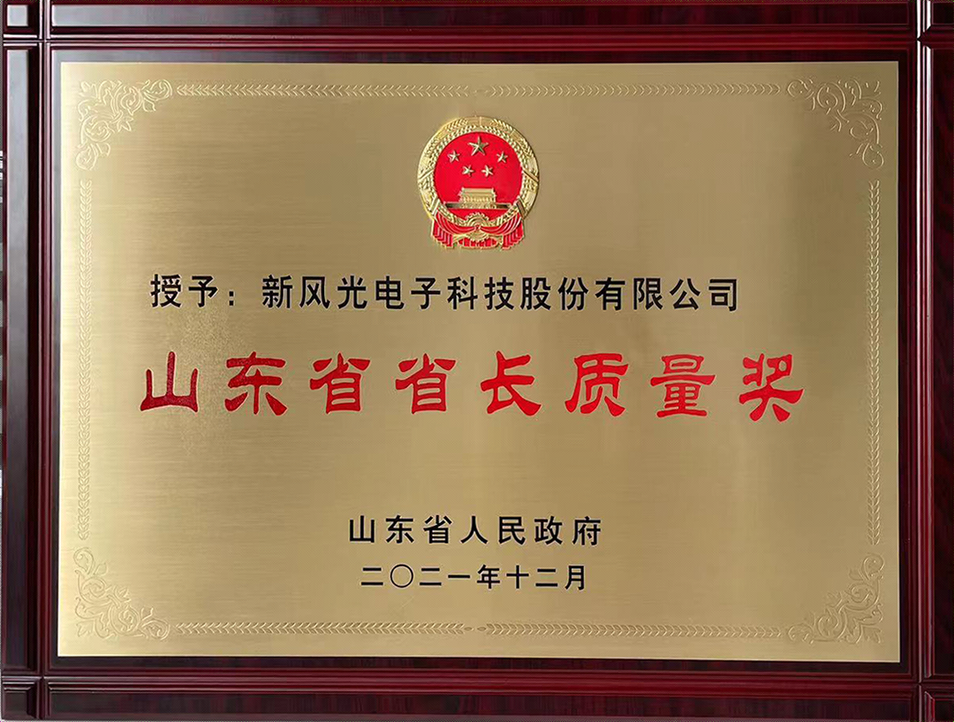 授予：新风光电子科技股份有限公司
山东省省长质量奖
山东省人民政府
二〇二一年十二月